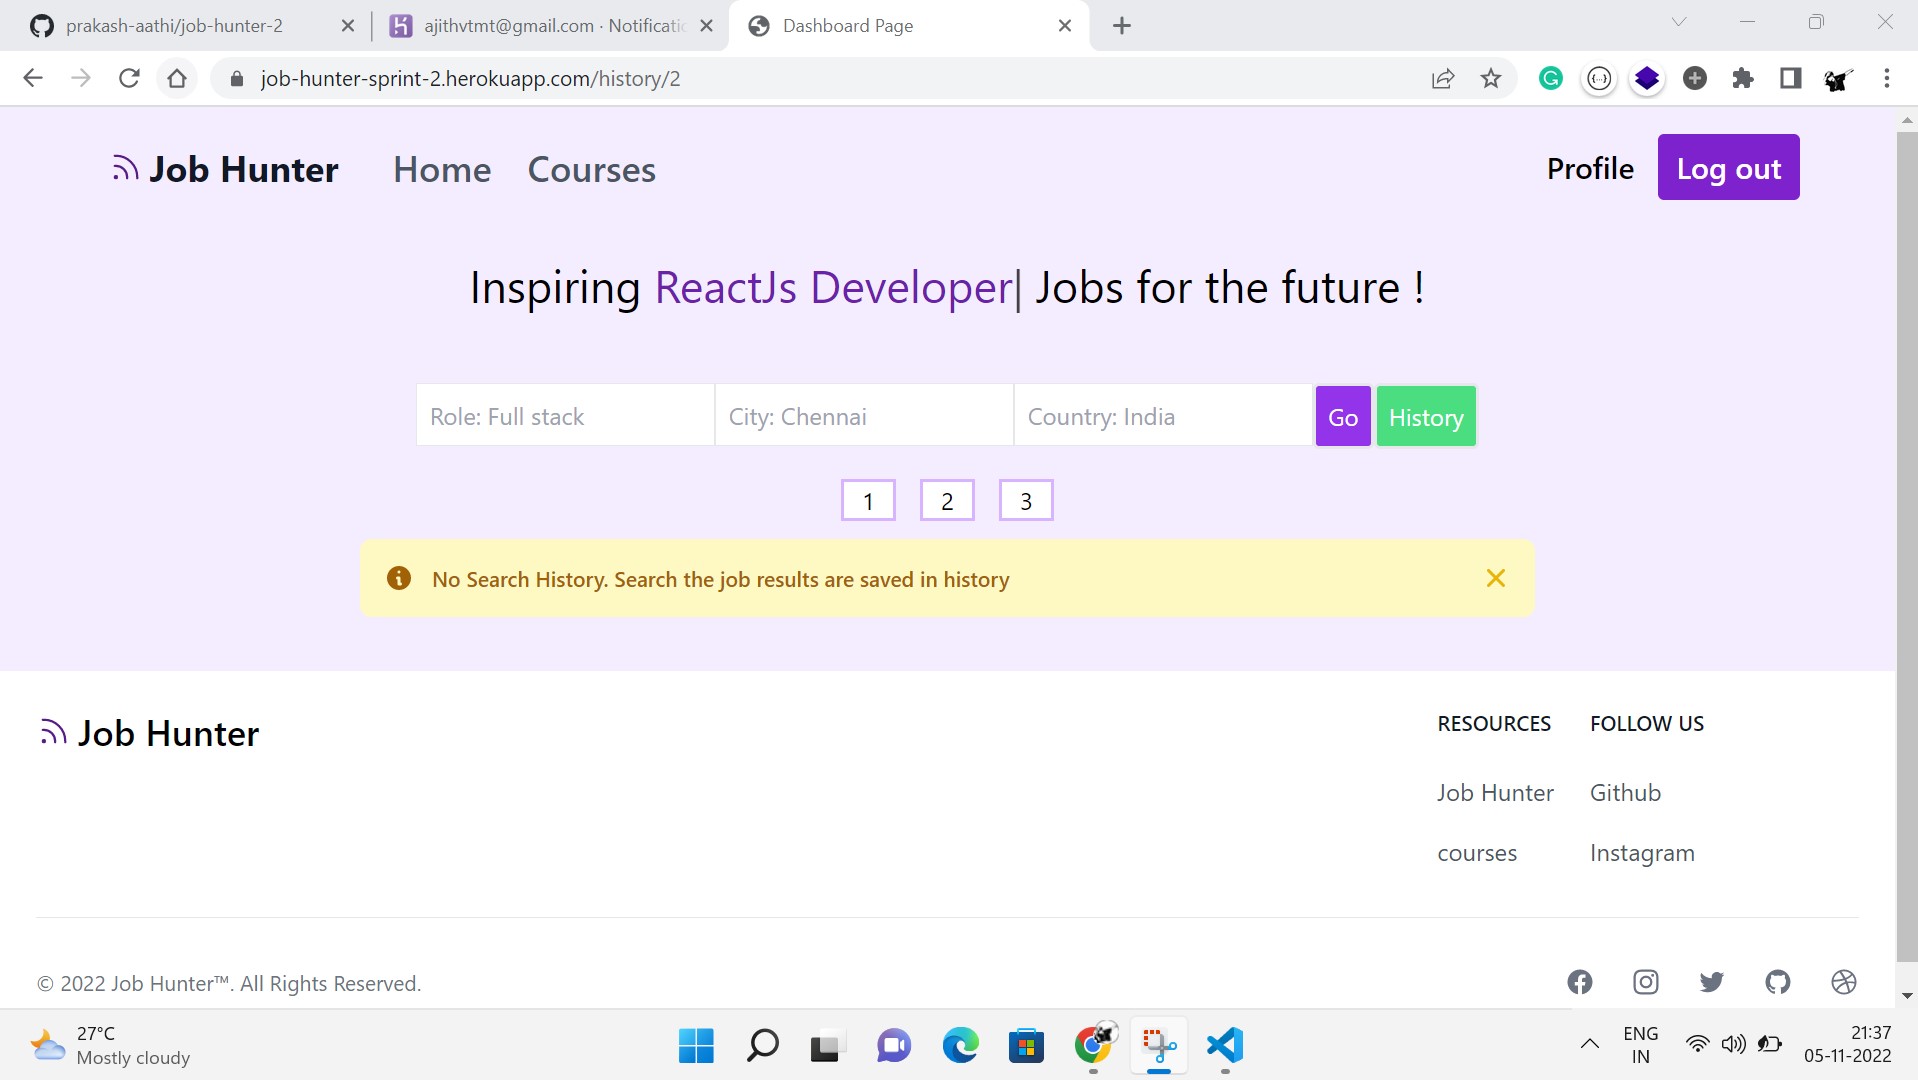 prakash-aathi/job-hunter-2
ajithvtmt@gmail.com · Notificatio
Dashboard Page
job-hunter-sprint-2.herokuapp.com/history/2
Job Hunter
Home
Courses
Profile
Log out
Inspiring ReactJs Developer| Jobs for the future !
Role: Full stack
City: Chennai
Country: India
Go
History
1
2
3
No Search History. Search the job results are saved in history
Job Hunter
RESOURCES
FOLLOW US
Job Hunter
Github
courses
Instagram
© 2022 Job Hunter™. All Rights Reserved.
27°C
Mostly cloudy
ENG
IN
21:37
05-11-2022